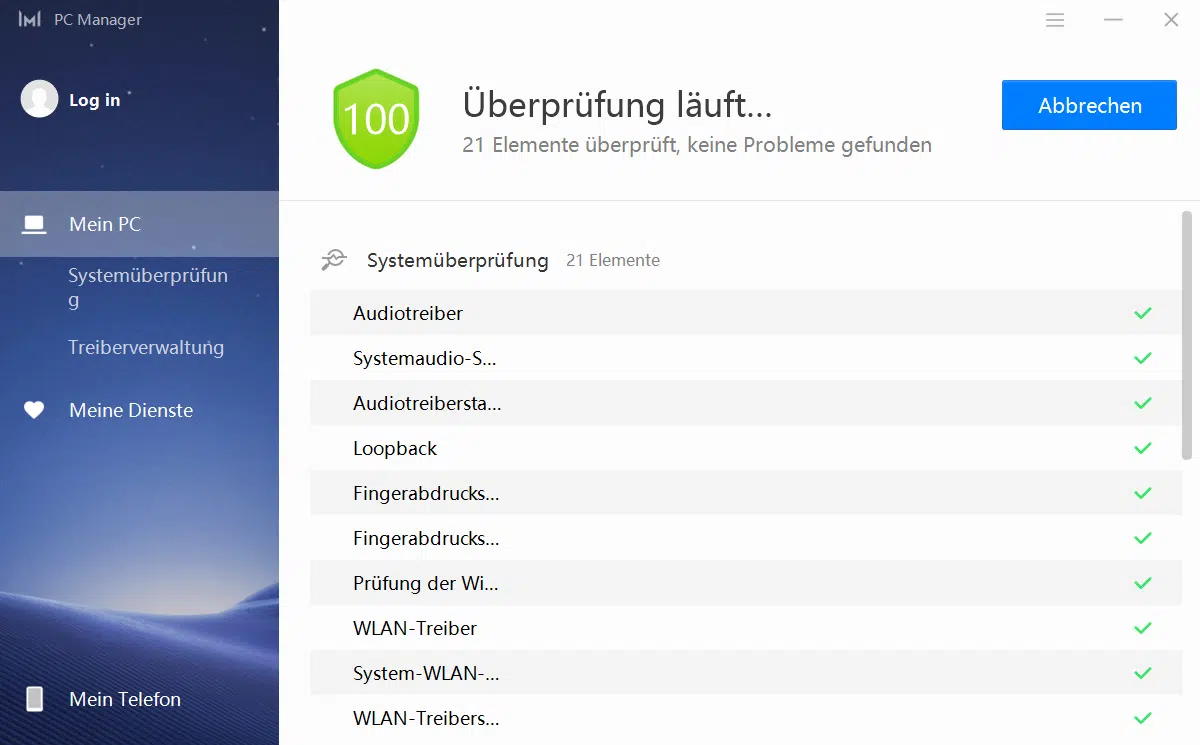 PC Manager
Log in
Mein PC
Systemüberprüfun
g
Treiberverwaltung
Meine Dienste
Mein Telefon
100
Überprüfung läuft...
21 Elemente überprüft, keine Probleme gefunden
Abbrechen
Systemüberprüfung 21 Elemente
Audiotreiber
Systemaudio-S...
Audiotreibersta...
Loopback
Fingerabdrucks...
Fingerabdrucks...
Prüfung der Wi...
WLAN-Treiber
System-WLAN-...
WLAN-Treibers...